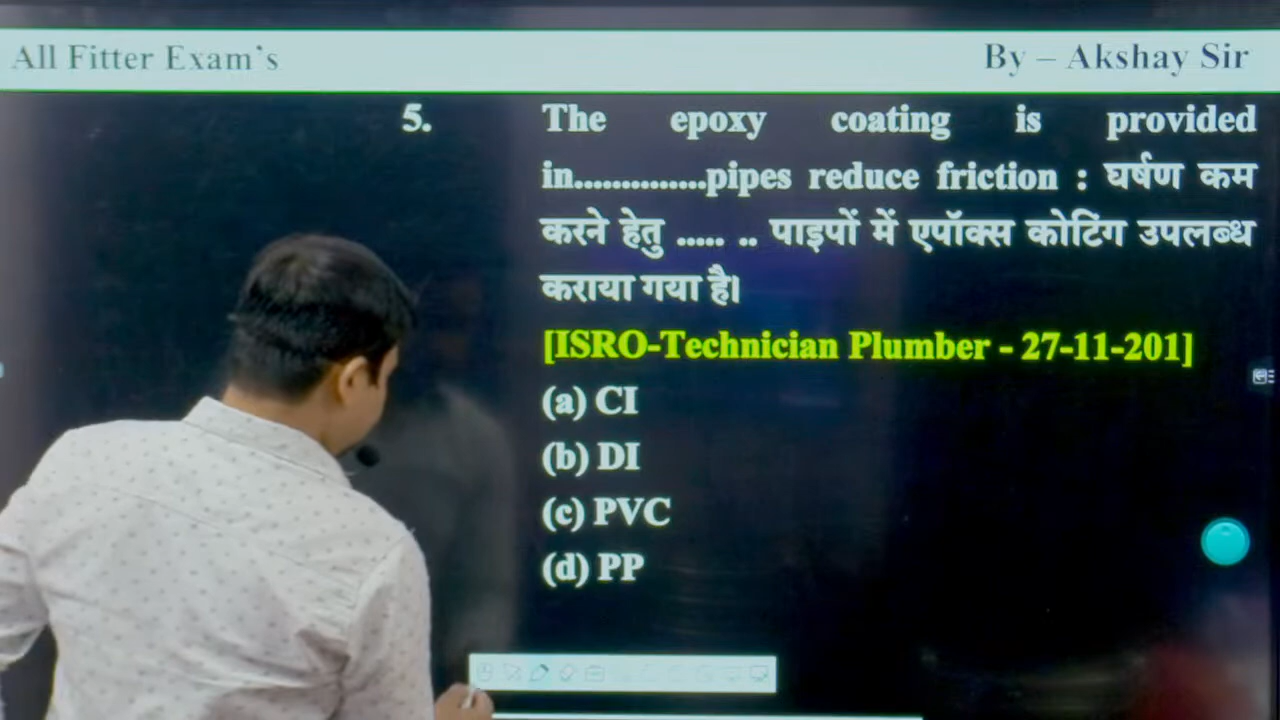 All Fitter Exam's
By – Akshay Sir
5. The epoxy coating is provided
in..............pipes reduce friction : घर्षण कम
करने हेतु ..... .. पाइपों में एपॉक्स कोटिंग उपलब्ध
कराया गया है।
[ISRO-Technician Plumber - 27-11-201]
(a) CI
(b) DI
(c) PVC
(d) PP